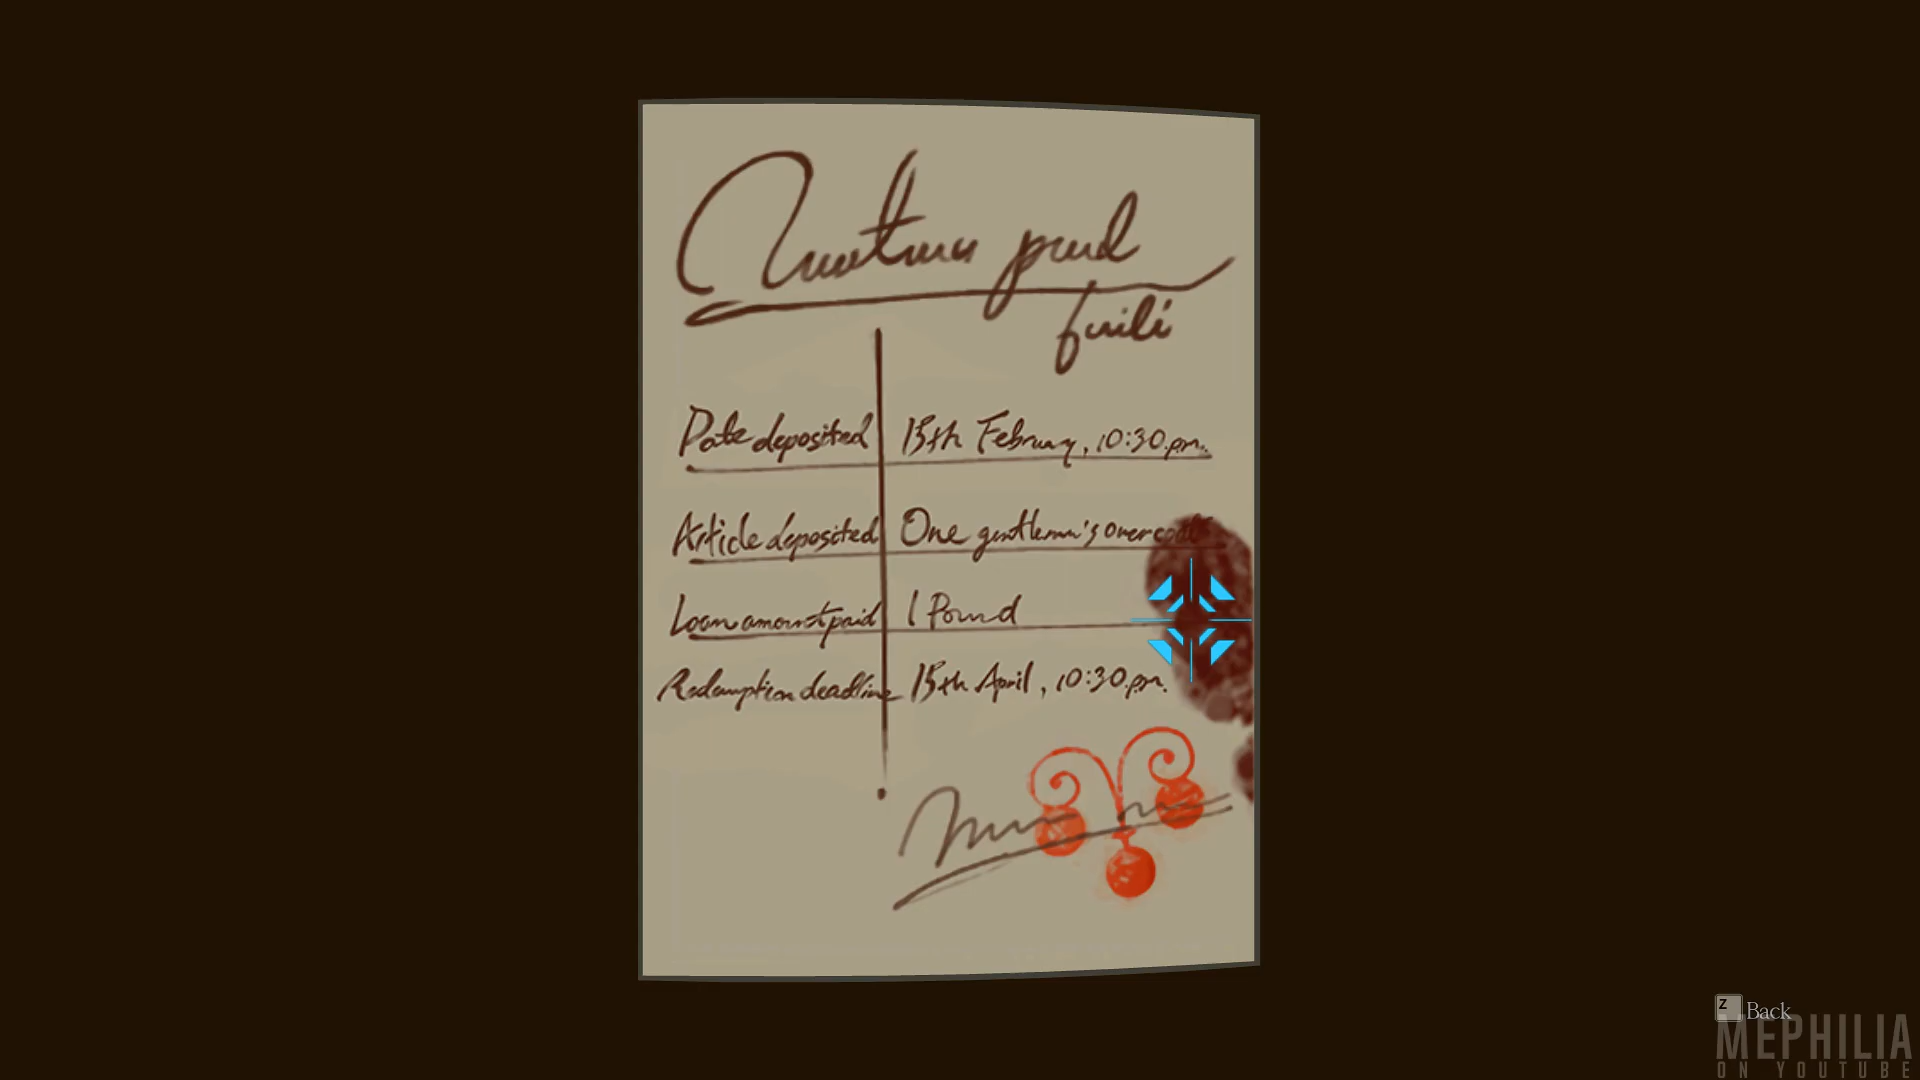 Date deposited 15th February, 10:30.p.m.
Article deposited One gentleman's overcoat
Loan amount paid 1 Pound
Redemption deadline 15th April, 10:30.p.m.
Z Back
MEPHILIA
ON YOUTUBE